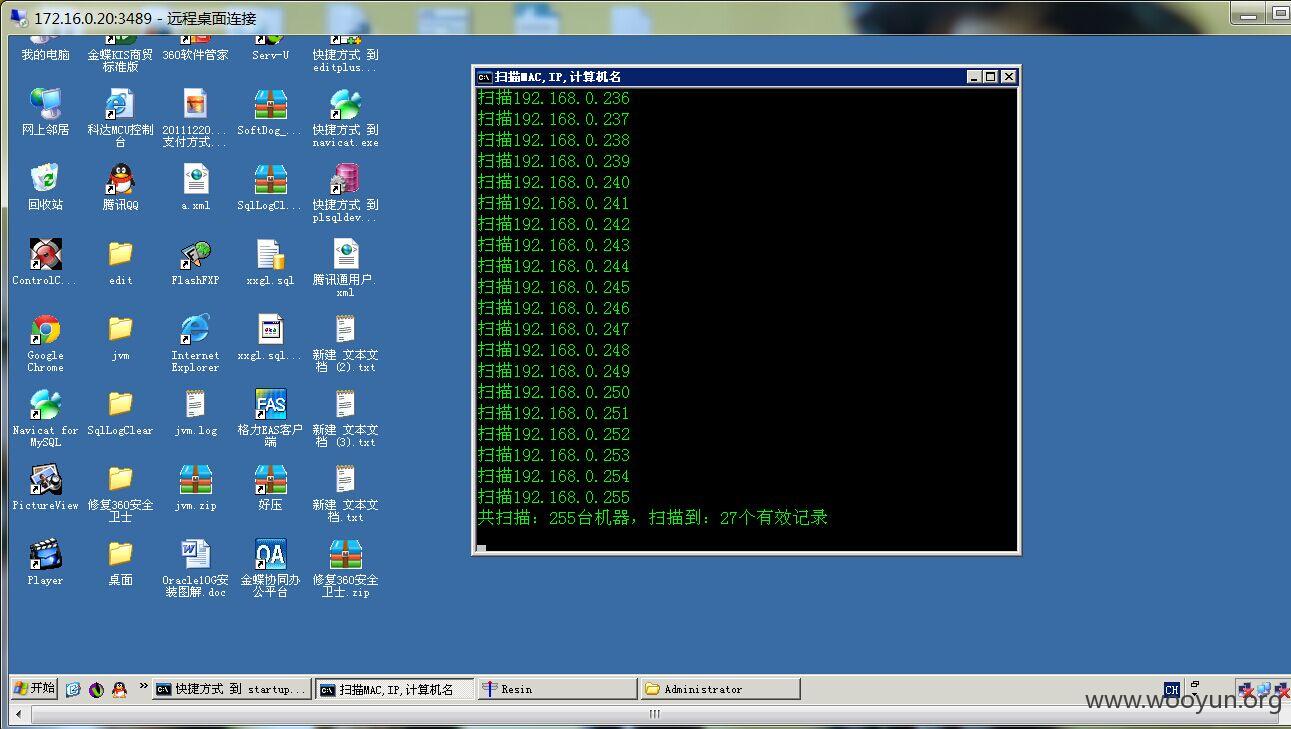 172.16.0.20:3489 - 远程桌面连接
我的电脑
金蝶KIS商贸
标准版
360软件管家
Serv-U
快捷方式 到
editplus...
网上邻居
科达MCU控制
台
20111220...
支付方式...
SoftDog_...
快捷方式 到
navicat.exe
回收站
腾讯QQ
a.xml
SqlLogCl...
快捷方式 到
plsqldev...
ControlC...
edit
FlashFXP
xxgl.sql
腾讯通用户.
xml
Google
Chrome
jvm
Internet
Explorer
xxgl.sql...
新建 文本文
档 (2).txt
Navicat for
MySQL
SqlLogClear
jvm.log
FAS
格力EAS客户
端
新建 文本文
档 (3).txt
PictureView
修复360安全
卫士
jvm.zip
好压
新建 文本文
档.txt
Player
桌面
Oracle10G安
装图解.doc
OA
金蝶协同办
公平台
修复360安全
卫士.zip
扫描MAC,IP,计算机名
扫描192.168.0.236
扫描192.168.0.237
扫描192.168.0.238
扫描192.168.0.239
扫描192.168.0.240
扫描192.168.0.241
扫描192.168.0.242
扫描192.168.0.243
扫描192.168.0.244
扫描192.168.0.245
扫描192.168.0.246
扫描192.168.0.247
扫描192.168.0.248
扫描192.168.0.249
扫描192.168.0.250
扫描192.168.0.251
扫描192.168.0.252
扫描192.168.0.253
扫描192.168.0.254
扫描192.168.0.255
共扫描：255台机器，扫描到：27个有效记录
开始
快捷方式 到 startup...
扫描MAC,IP,计算机名
Resin
Administrator
CH
www.wooyun.org